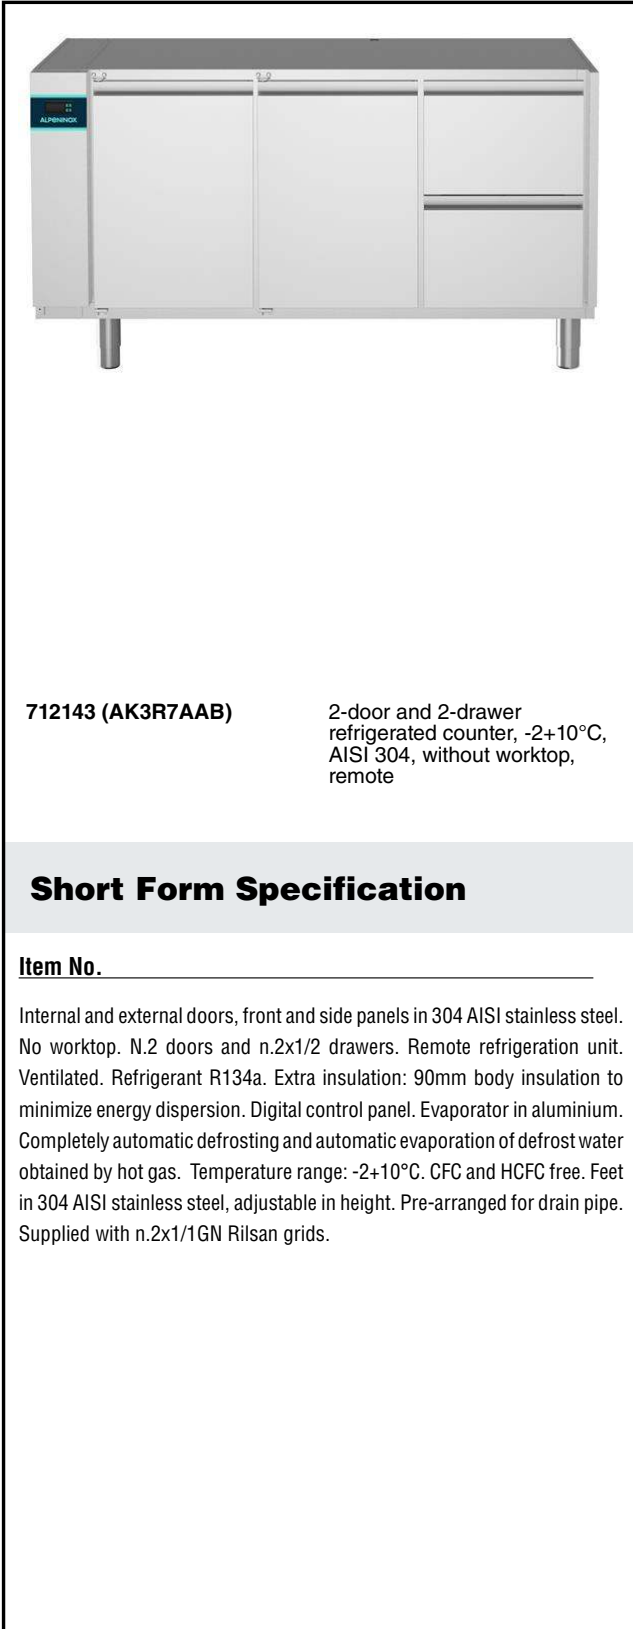 ALPENINOX
712143 (AK3R7AAB)
2-door and 2-drawer
refrigerated counter, -2+10°C,
AISI 304, without worktop,
remote
Short Form Specification
Item No.
Internal and external doors, front and side panels in 304 AISI stainless steel.
No worktop. N.2 doors and n.2x1/2 drawers. Remote refrigeration unit.
Ventilated. Refrigerant R134a. Extra insulation: 90mm body insulation to
minimize energy dispersion. Digital control panel. Evaporator in aluminium.
Completely automatic defrosting and automatic evaporation of defrost water
obtained by hot gas. Temperature range: -2+10°C. CFC and HCFC free. Feet
in 304 AISI stainless steel, adjustable in height. Pre-arranged for drain pipe.
Supplied with n.2x1/1GN Rilsan grids.